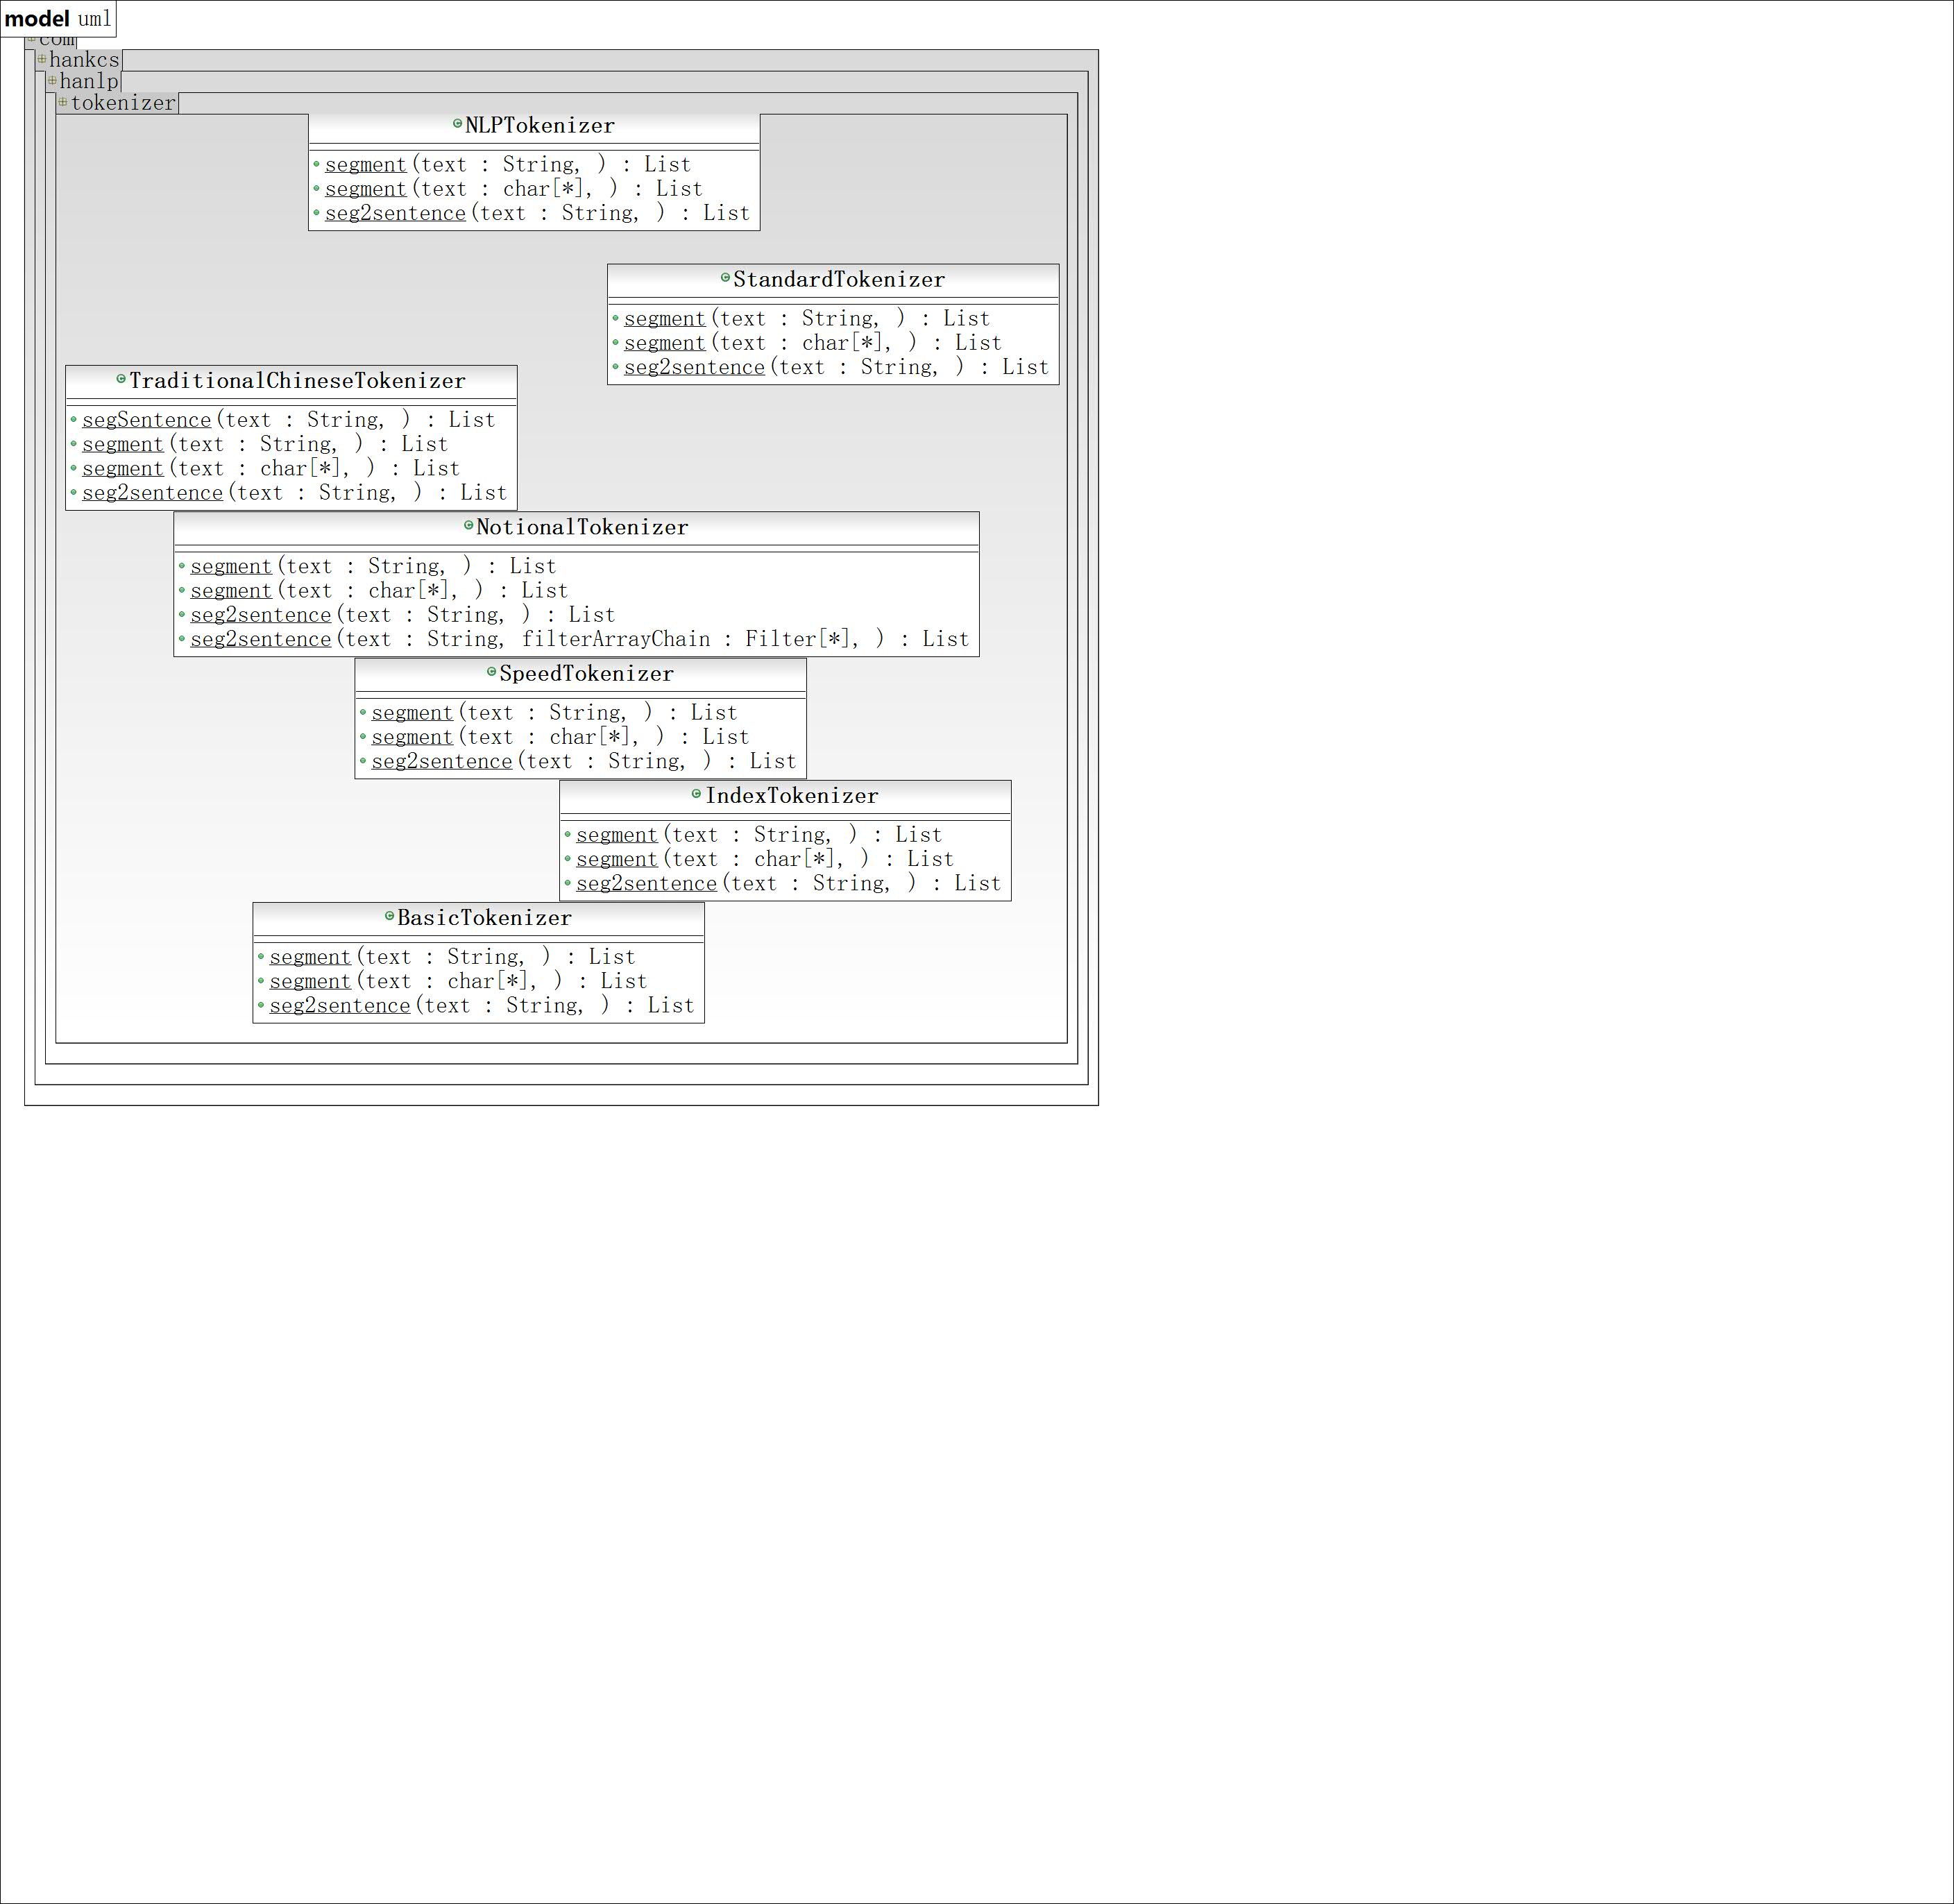 model uml
com
hankcs
hanlp
tokenizer
NLPTokenizer
segment(text : String, ) : List
segment(text : char[*], ) : List
seg2sentence(text : String, ) : List
StandardTokenizer
segment(text : String, ) : List
segment(text : char[*], ) : List
seg2sentence(text : String, ) : List
TraditionalChineseTokenizer
segSentence(text : String, ) : List
segment(text : String, ) : List
segment(text : char[*], ) : List
seg2sentence(text : String, ) : List
NotionalTokenizer
segment(text : String, ) : List
segment(text : char[*], ) : List
seg2sentence(text : String, ) : List
seg2sentence(text : String, filterArrayChain : Filter[*], ) : List
SpeedTokenizer
segment(text : String, ) : List
segment(text : char[*], ) : List
seg2sentence(text : String, ) : List
IndexTokenizer
segment(text : String, ) : List
segment(text : char[*], ) : List
seg2sentence(text : String, ) : List
BasicTokenizer
segment(text : String, ) : List
segment(text : char[*], ) : List
seg2sentence(text : String, ) : List